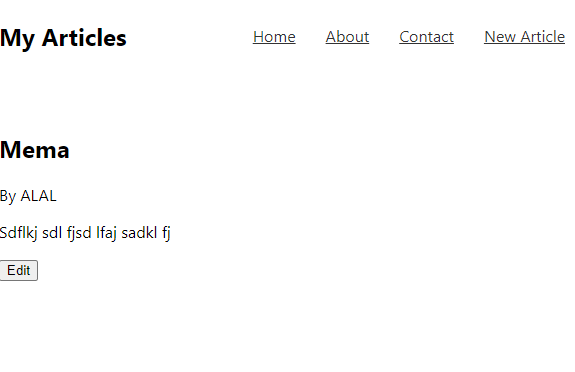 My Articles Home About Contact New Article
Mema
By ALAL
Sdflkj sdl fjsd lfaj sadkl fj
Edit